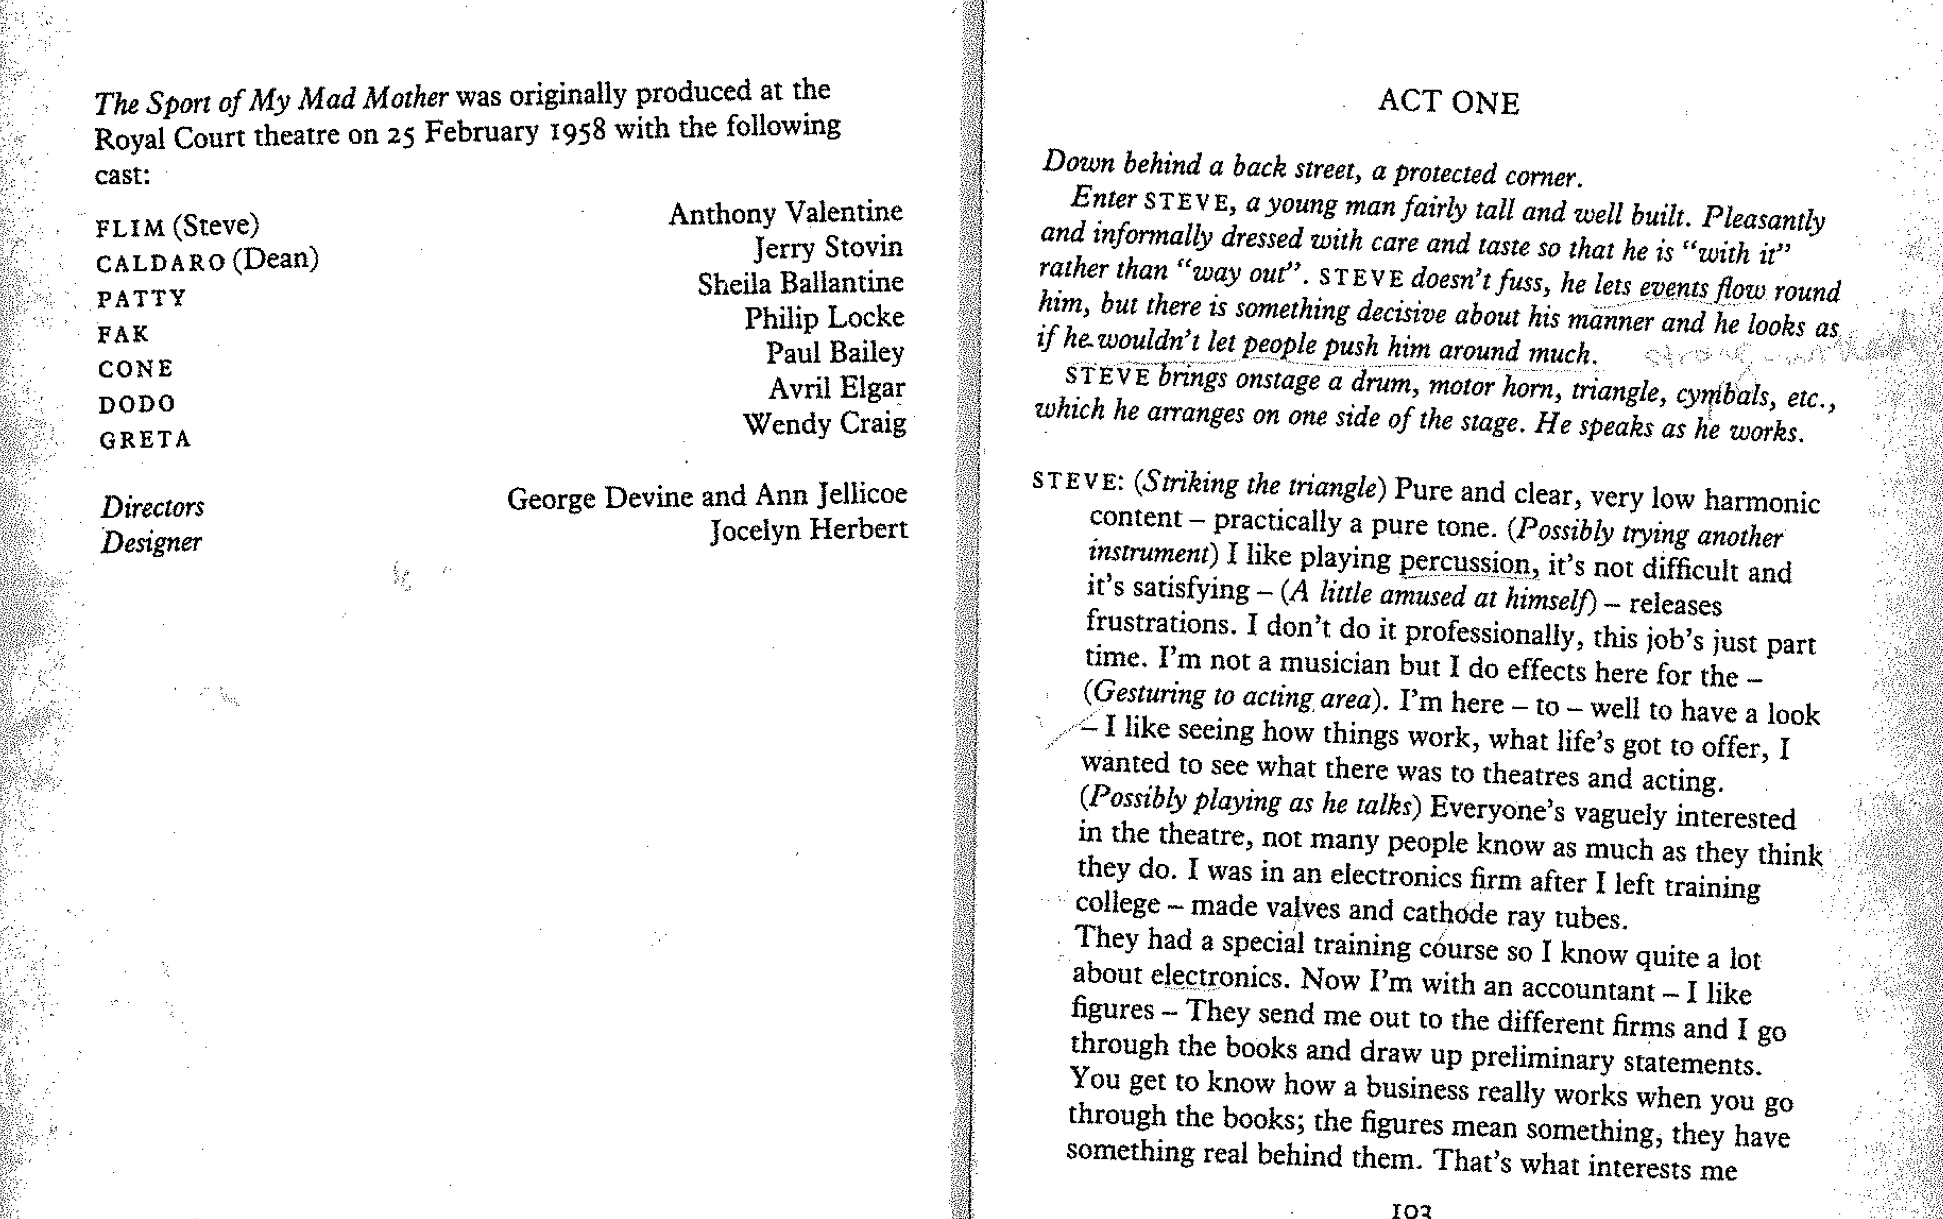 The Sport of My Mad Mother was originally produced at the
Royal Court theatre on 25 February 1958 with the following
cast:
FLIM (Steve) Anthony Valentine
CALDARO (Dean) Jerry Stovin
PATTY Sheila Ballantine
FAK Philip Locke
CONE Paul Bailey
DODO Avril Elgar
GRETA Wendy Craig
Directors George Devine and Ann Jellicoe
Designer Jocelyn Herbert
ACT ONE
Down behind a back street, a protected corner.
Enter STEVE, a young man fairly tall and well built. Pleasantly
and informally dressed with care and taste so that he is “with it”
rather than “way out”. STEVE doesn't fuss, he lets events flow round
him, but there is something decisive about his manner and he looks as
if he wouldn't let people push him around much.
STEVE brings onstage a drum, motor horn, triangle, cymbals, etc.,
which he arranges on one side of the stage. He speaks as he works.
STEVE: (Striking the triangle) Pure and clear, very low harmonic
content – practically a pure tone. (Possibly trying another
instrument) I like playing percussion, it's not difficult and
it's satisfying – (A little amused at himself) – releases
frustrations. I don't do it professionally, this job's just part
time. I'm not a musician but I do effects here for the –
(Gesturing to acting area). I'm here – to – well to have a look
– I like seeing how things work, what life's got to offer, I
wanted to see what there was to theatres and acting.
(Possibly playing as he talks) Everyone's vaguely interested
in the theatre, not many people know as much as they think
they do. I was in an electronics firm after I left training
college – made valves and cathode ray tubes.
They had a special training course so I know quite a lot
about electronics. Now I'm with an accountant – I like
figures – They send me out to the different firms and I go
through the books and draw up preliminary statements.
You get to know how a business really works when you go
through the books; the figures mean something, they have
something real behind them. That's what interests me
103